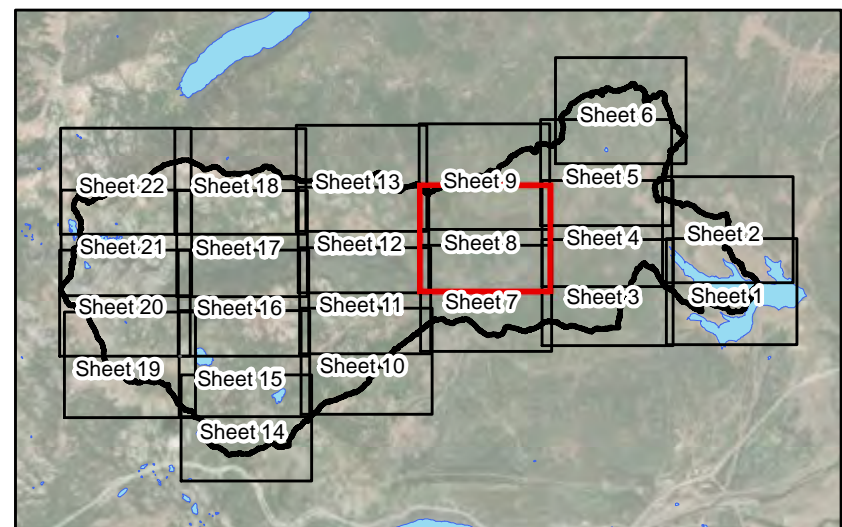 Sheet 6
Sheet 22
Sheet 18
Sheet 13
Sheet 9
Sheet 5
Sheet 21
Sheet 17
Sheet 12
Sheet 8
Sheet 4
Sheet 2
Sheet 20
Sheet 16
Sheet 11
Sheet 7
Sheet 3
Sheet 1
Sheet 19
Sheet 15
Sheet 10
Sheet 14